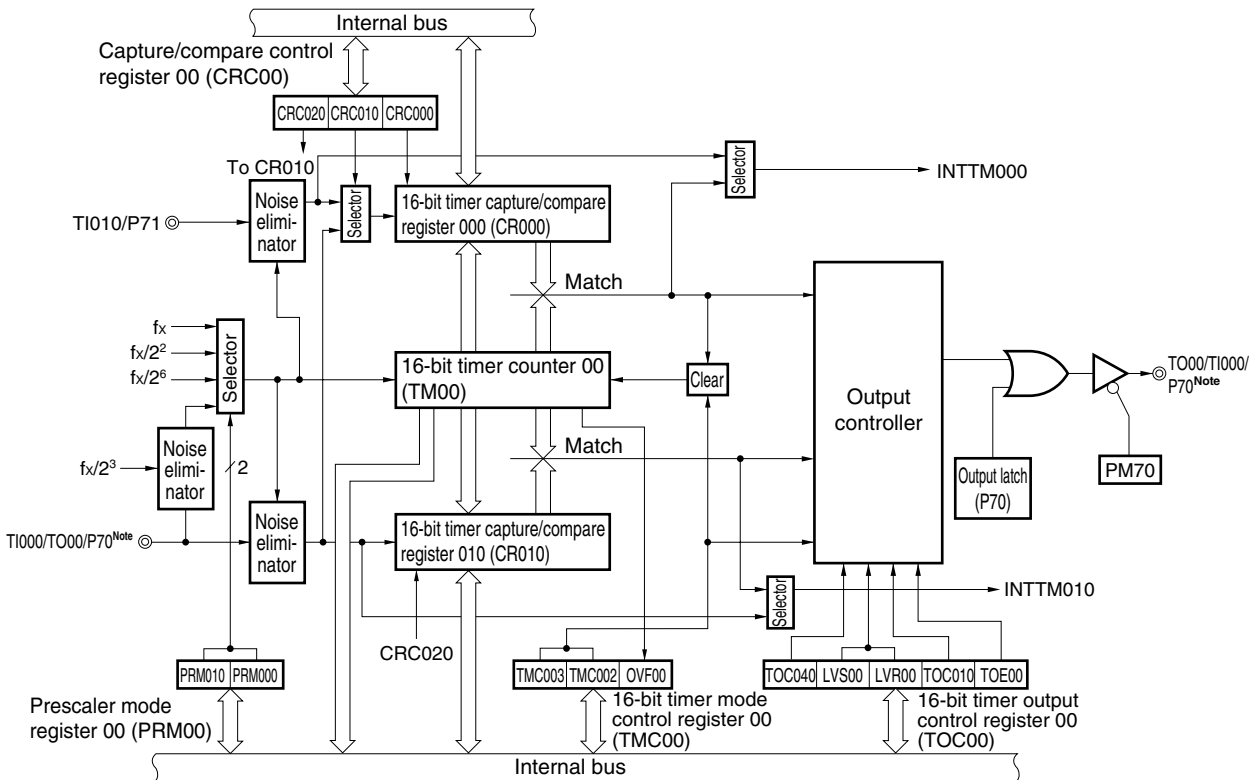 Internal bus
Capture/compare control
register 00 (CRC00)
CRC020 CRC010 CRC000
To CR010
TI010/P71
Noise
elimi-
nator
Selector
16-bit timer capture/compare
register 000 (CR000)
Selector
INTTM000
Match
fx
fx/2²
fx/2⁶
Selector
16-bit timer counter 00
(TM00)
Clear
Output
controller
TO00/TI000/
P70Note
fx/2³
Noise
elimi-
nator
2
Match
Output latch
(P70)
PM70
TI000/TO00/P70Note
Noise
elimi-
nator
16-bit timer capture/compare
register 010 (CR010)
Selector
INTTM010
CRC020
PRM010 PRM000
TMC003 TMC002 OVF00
TOC040 LVS00 LVR00 TOC010 TOE00
Prescaler mode
register 00 (PRM00)
16-bit timer mode
control register 00
(TMC00)
16-bit timer output
control register 00
(TOC00)
Internal bus